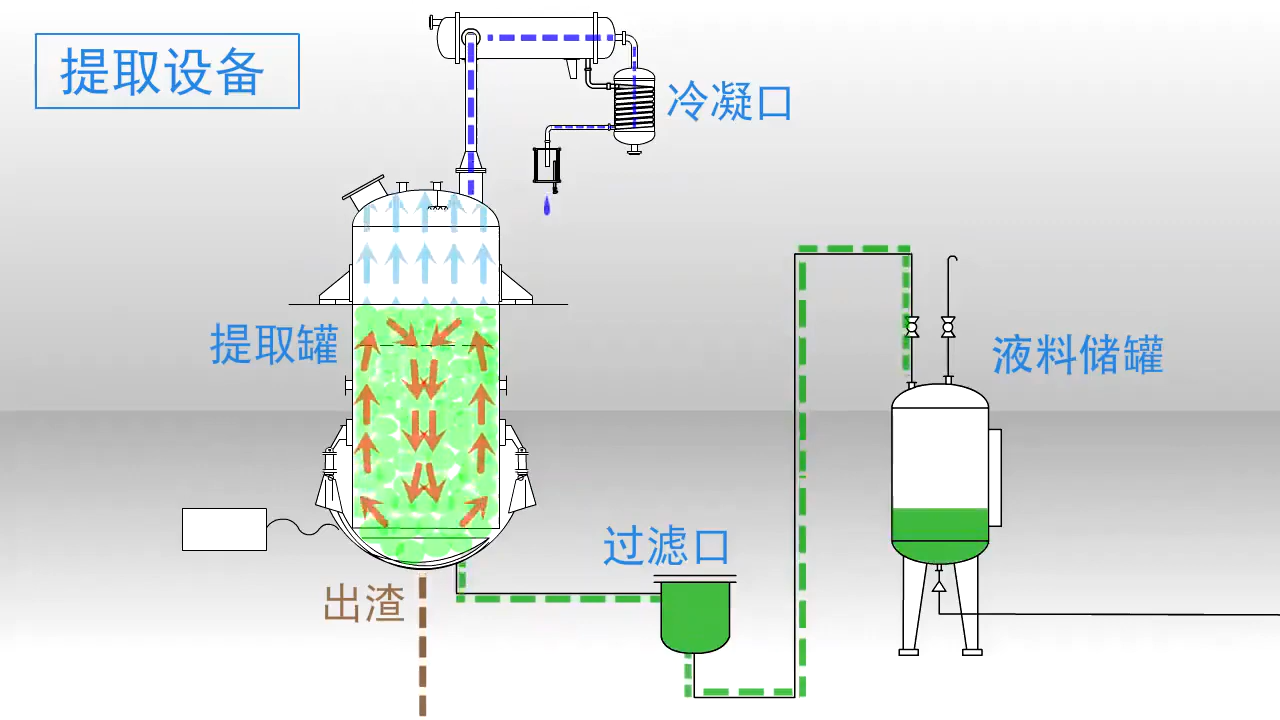 提取设备
冷凝口
提取罐
液料储罐
过滤口
出渣